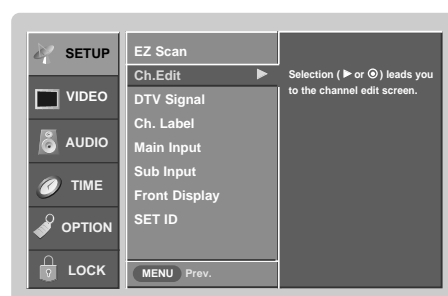 SETUP
VIDEO
AUDIO
TIME
OPTION
LOCK
EZ Scan
Ch.Edit ▶
DTV Signal
Ch. Label
Main Input
Sub Input
Front Display
SET ID
MENU Prev.
Selection ( ▶ or ⊙ ) leads you
to the channel edit screen.